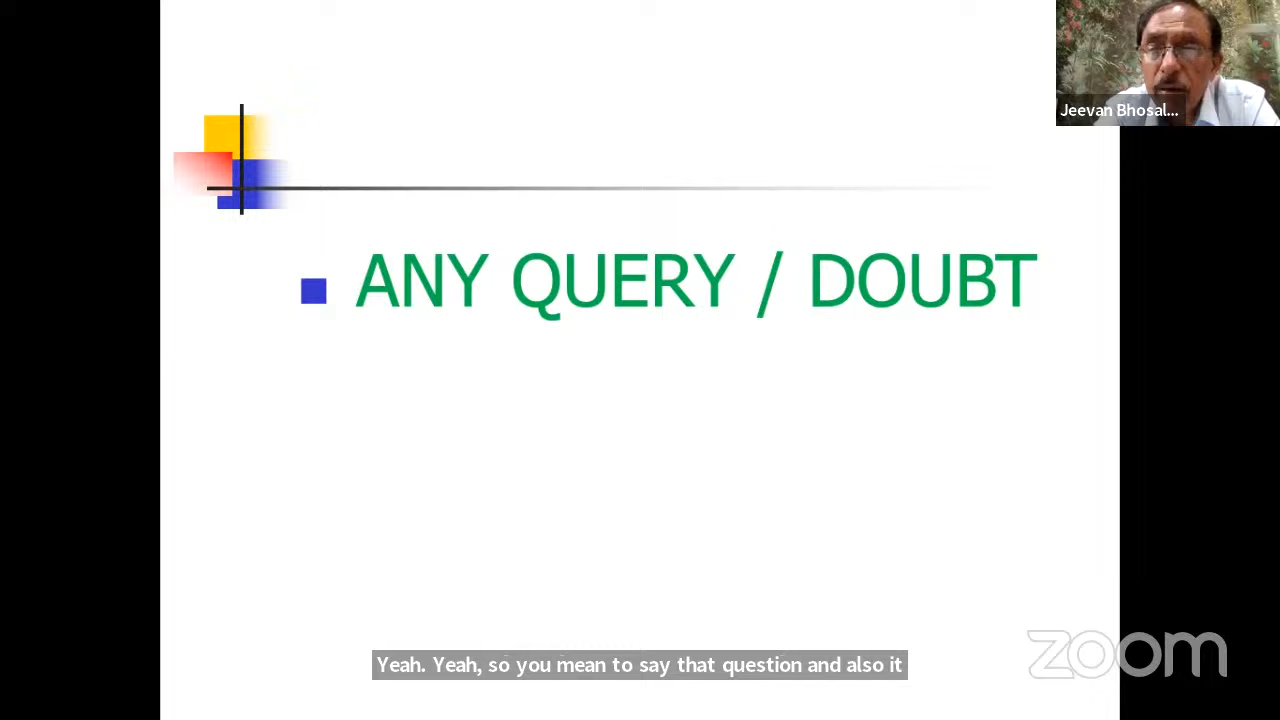 Jeevan Bhosal...
ANY QUERY / DOUBT
Yeah. Yeah, so you mean to say that question and also it
zoom